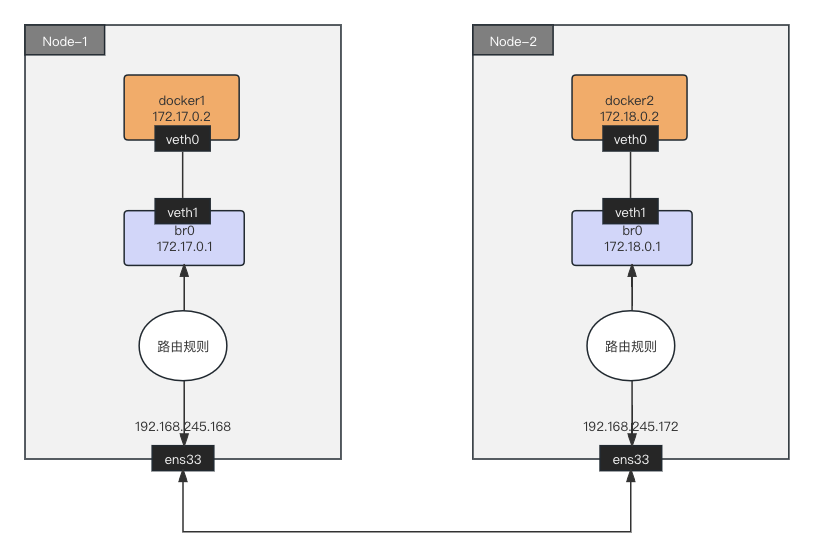 Node-1
docker1
172.17.0.2
veth0
veth1
br0
172.17.0.1
路由规则
192.168.245.168
ens33
Node-2
docker2
172.18.0.2
veth0
veth1
br0
172.18.0.1
路由规则
192.168.245.172
ens33